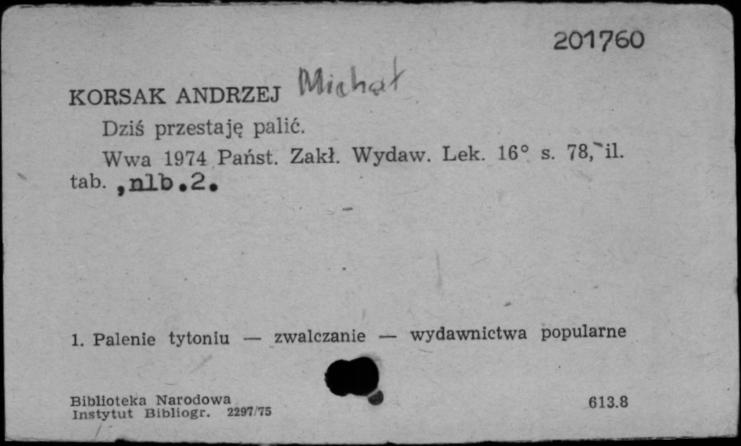 201760
KORSAK ANDRZEJ Michał
Dziś przestaję palić.
Wwa 1974 Państ. Zakł. Wydaw. Lek. 16° s. 78, il.
tab. , nlb.2.
1. Palenie tytoniu — zwalczanie — wydawnictwa popularne
Biblioteka Narodowa
Instytut Bibliogr. 2297/75
613.8